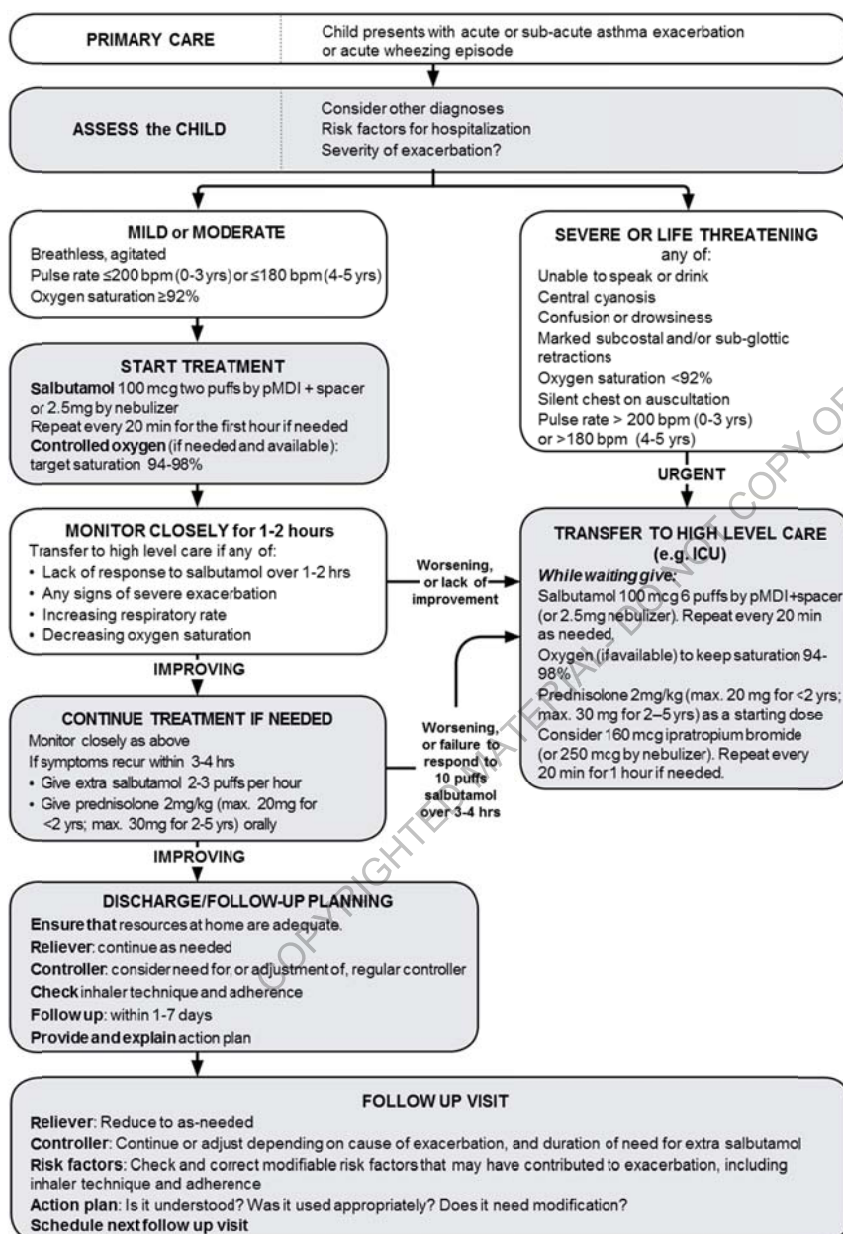 PRIMARY CARE
Child presents with acute or sub-acute asthma exacerbation
or acute wheezing episode
ASSESS the CHILD
Consider other diagnoses
Risk factors for hospitalization
Severity of exacerbation?
MILD or MODERATE
Breathless, agitated
Pulse rate ≤200 bpm (0-3 yrs) or ≤180 bpm (4-5 yrs)
Oxygen saturation ≥92%
SEVERE OR LIFE THREATENING
any of:
Unable to speak or drink
Central cyanosis
Confusion or drowsiness
Marked subcostal and/or sub-glottic
retractions
Oxygen saturation <92%
Silent chest on auscultation
Pulse rate > 200 bpm (0-3 yrs)
or >180 bpm (4-5 yrs)
START TREATMENT
Salbutamol 100 mcg two puffs by pMDI + spacer
or 2.5mg by nebulizer
Repeat every 20 min for the first hour if needed
Controlled oxygen (if needed and available):
target saturation 94-98%
URGENT
MONITOR CLOSELY for 1-2 hours
Transfer to high level care if any of:
• Lack of response to salbutamol over 1-2 hrs
• Any signs of severe exacerbation
• Increasing respiratory rate
• Decreasing oxygen saturation
Worsening,
or lack of
improvement
TRANSFER TO HIGH LEVEL CARE
(e.g. ICU)
While waiting give:
Salbutamol 100 mcg 6 puffs by pMDI+spacer
(or 2.5mg nebulizer). Repeat every 20 min
as needed.
Oxygen (if available) to keep saturation 94-
98%
Prednisolone 2mg/kg (max. 20 mg for <2 yrs;
max. 30 mg for 2–5 yrs) as a starting dose
Consider 160 mcg ipratropium bromide
(or 250 mcg by nebulizer). Repeat every
20 min for 1 hour if needed.
IMPROVING
CONTINUE TREATMENT IF NEEDED
Monitor closely as above
If symptoms recur within 3-4 hrs
• Give extra salbutamol 2-3 puffs per hour
• Give prednisolone 2mg/kg (max. 20mg for
<2 yrs; max. 30mg for 2-5 yrs) orally
Worsening,
or failure to
respond to
10 puffs
salbutamol
over 3-4 hrs
IMPROVING
DISCHARGE/FOLLOW-UP PLANNING
Ensure that resources at home are adequate.
Reliever: continue as needed
Controller: consider need for, or adjustment of, regular controller
Check inhaler technique and adherence
Follow up: within 1-7 days
Provide and explain action plan
FOLLOW UP VISIT
Reliever: Reduce to as-needed
Controller: Continue or adjust depending on cause of exacerbation, and duration of need for extra salbutamol
Risk factors: Check and correct modifiable risk factors that may have contributed to exacerbation, including
inhaler technique and adherence
Action plan: Is it understood? Was it used appropriately? Does it need modification?
Schedule next follow up visit
COPYRIGHTED MATERIAL- DO NOT COPY OR